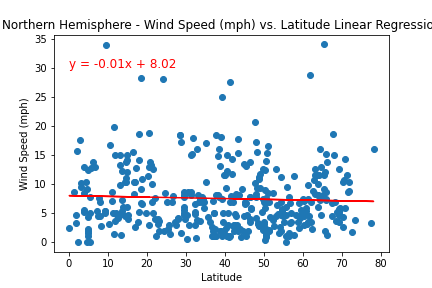 Northern Hemisphere - Wind Speed (mph) vs. Latitude Linear Regressio
y = -0.01x + 8.02
Wind Speed (mph)
35
30
25
20
15
10
5
0
0 10 20 30 40 50 60 70 80
Latitude